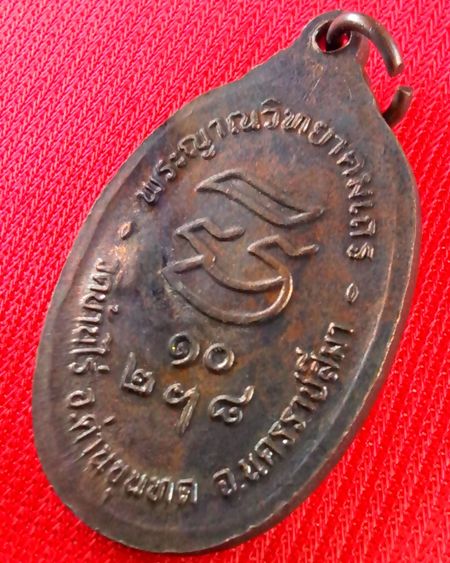 พระญาณวิทยาคมเถร
๑๐
๒ ๕ ๘
วัดบ้านไร่ อ.ด่านขุนทด จ.นครราชสีมา